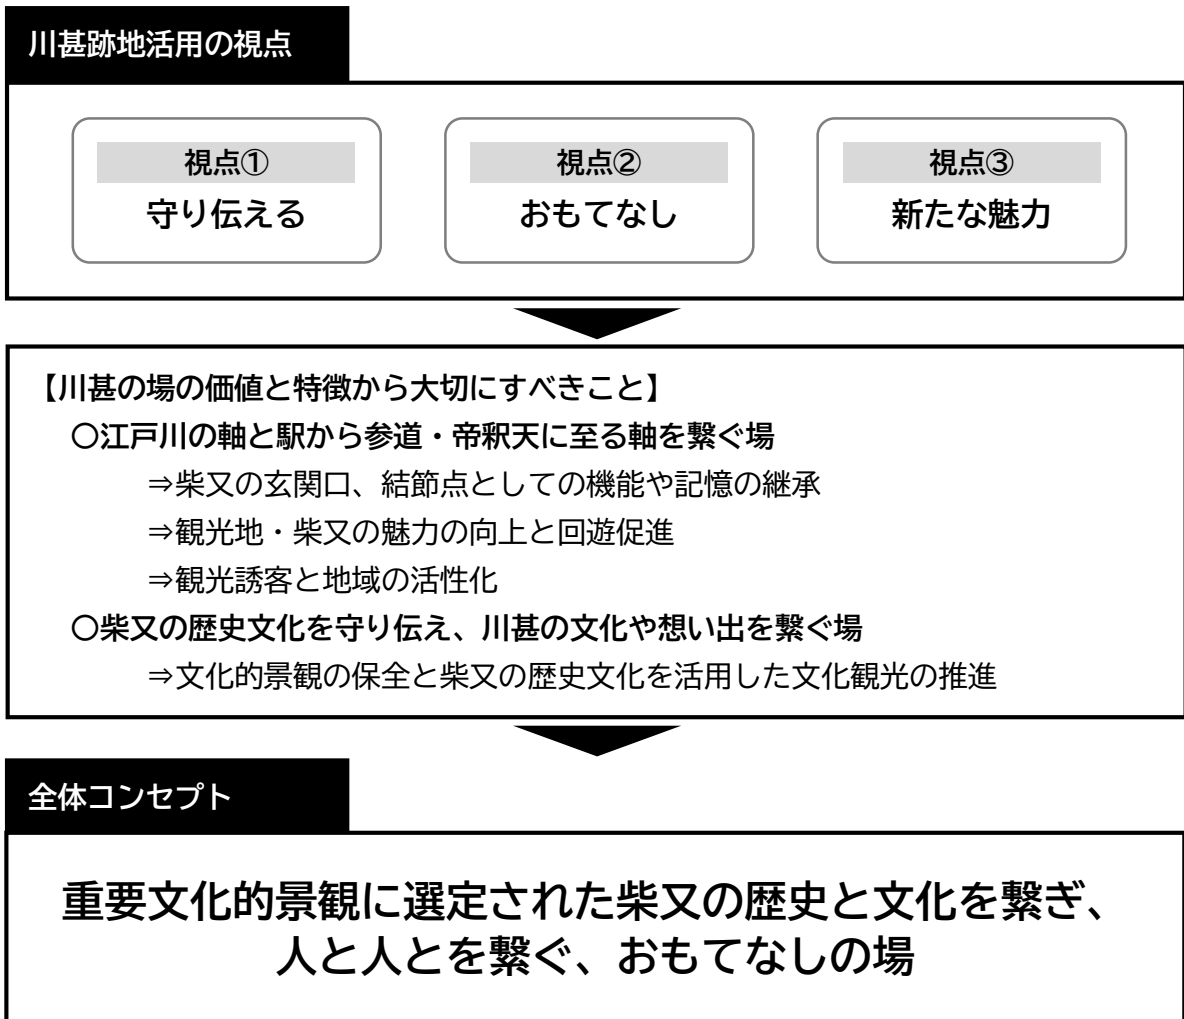 川甚跡地活用の視点
視点①
守り伝える
視点②
おもてなし
視点③
新たな魅力
【川甚の場の価値と特徴から大切にすべきこと】
○江戸川の軸と駅から参道・帝釈天に至る軸を繋ぐ場
⇒柴又の玄関口、結節点としての機能や記憶の継承
⇒観光地・柴又の魅力の向上と回遊促進
⇒観光誘客と地域の活性化
○柴又の歴史文化を守り伝え、川甚の文化や想い出を繋ぐ場
⇒文化的景観の保全と柴又の歴史文化を活用した文化観光の推進
全体コンセプト
重要文化的景観に選定された柴又の歴史と文化を繋ぎ、
人と人とを繋ぐ、おもてなしの場